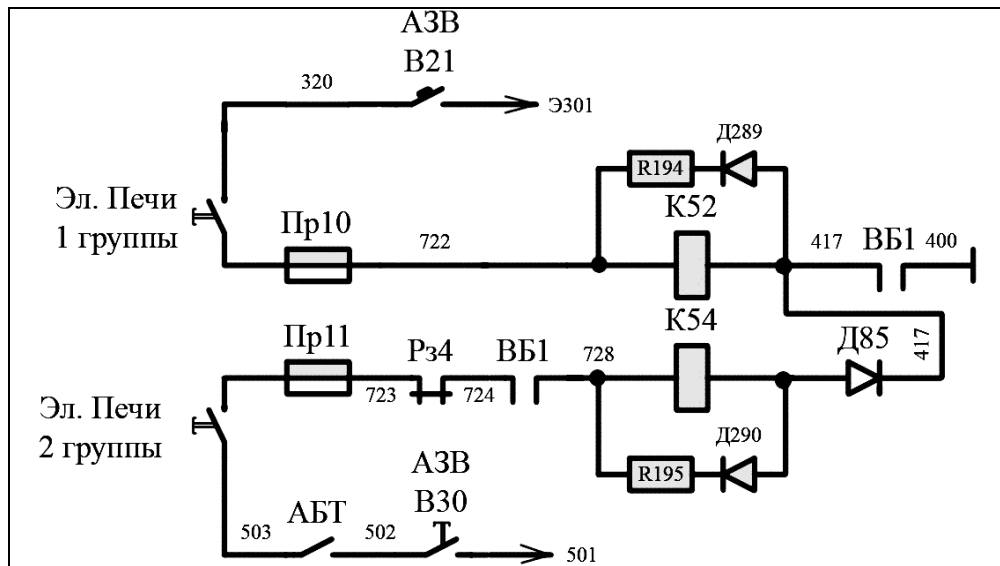 АЗВ
В21
320
Э301
Д289
R194
Эл. Печи
1 группы
Пр10
722
К52
417
ВБ1
400
К54
Пр11
Рз4
ВБ1
728
Д85
417
723
724
Эл. Печи
2 группы
Д290
R195
АЗВ
В30
АБТ
503
502
501